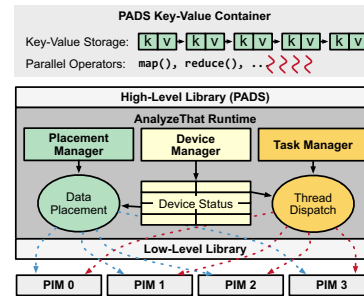 PADS Key-Value Container
Key-Value Storage: k v k v k v k v k v
Parallel Operators: map(), reduce(), ...
High-Level Library (PADS)
AnalyzeThat Runtime
Placement Manager
Device Manager
Task Manager
Data Placement
Device Status
Thread Dispatch
Low-Level Library
PIM 0
PIM 1
PIM 2
PIM 3